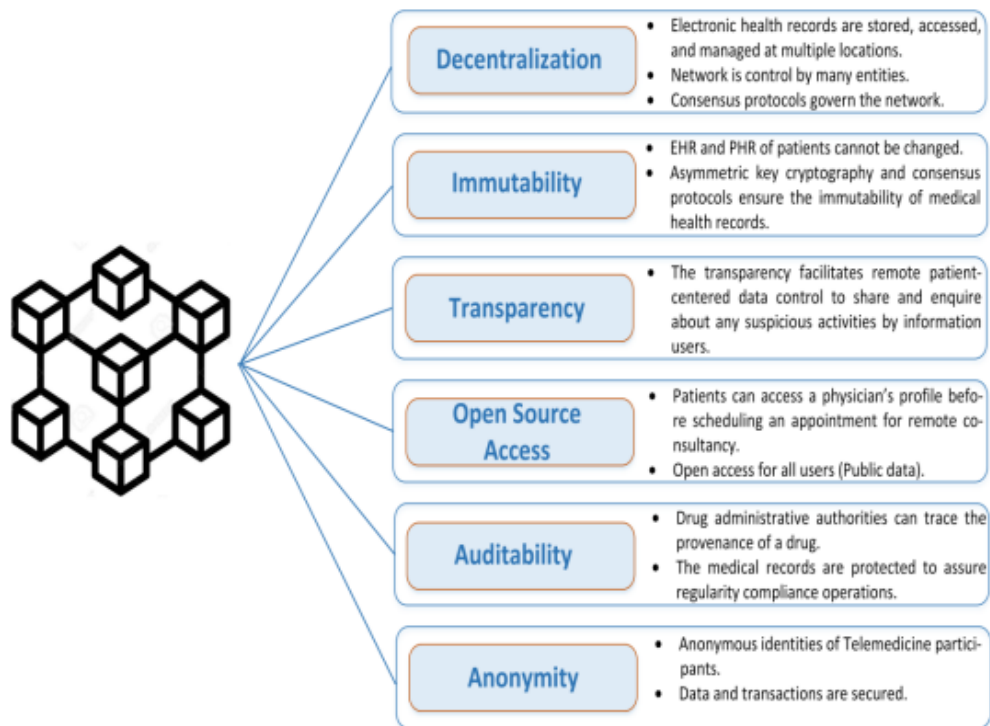 Decentralization
• Electronic health records are stored, accessed,
and managed at multiple locations.
• Network is control by many entities.
• Consensus protocols govern the network.
Immutability
• EHR and PHR of patients cannot be changed.
• Asymmetric key cryptography and consensus
protocols ensure the immutability of medical
health records.
Transparency
• The transparency facilitates remote patient-
centered data control to share and enquire
about any suspicious activities by information
users.
Open Source
Access
• Patients can access a physician’s profile befo-
re scheduling an appointment for remote co-
nsultancy.
• Open access for all users (Public data).
Auditability
• Drug administrative authorities can trace the
provenance of a drug.
• The medical records are protected to assure
regularity compliance operations.
Anonymity
• Anonymous identities of Telemedicine partici-
pants.
• Data and transactions are secured.